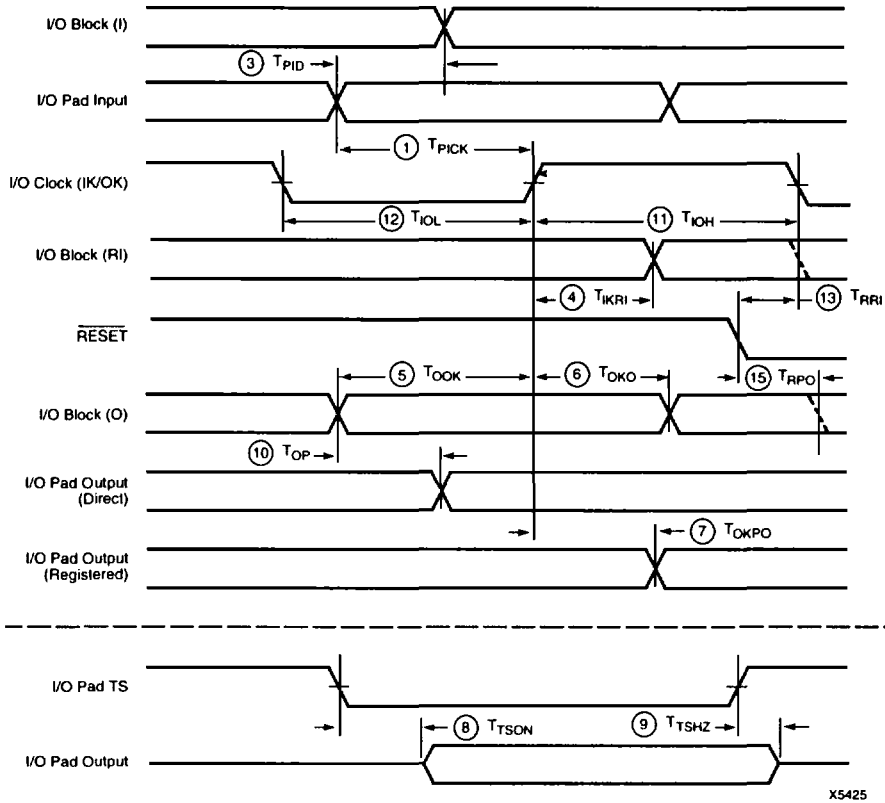 I/O Block (I)
3 TPID
I/O Pad Input
1 TPICK
I/O Clock (IK/OK)
12 TIOL
11 TIOH
I/O Block (RI)
4 TIKRI
13 TRRI
RESET
5 TOOK
6 TOKO
15 TRPO
I/O Block (O)
10 TOP
I/O Pad Output
(Direct)
7 TOKPO
I/O Pad Output
(Registered)
I/O Pad TS
8 TTSON
9 TTSHZ
I/O Pad Output
X5425